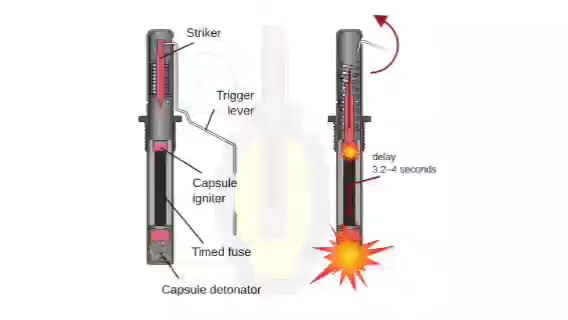 Striker
Trigger
lever
Capsule
igniter
Timed fuse
Capsule detonator
delay
3.2–4 seconds